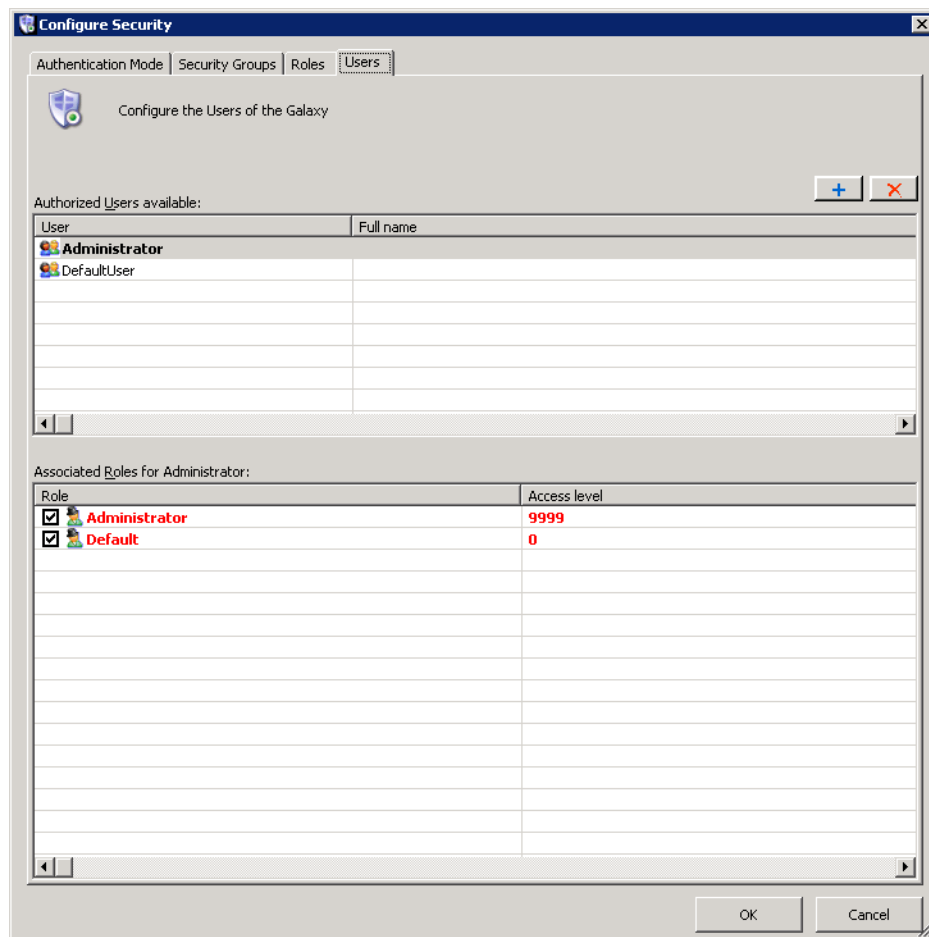 Configure Security
Authentication Mode Security Groups Roles Users
Configure the Users of the Galaxy
Authorized Users available:
User Full name
Administrator
DefaultUser
Associated Roles for Administrator:
Role Access level
Administrator 9999
Default 0
OK Cancel